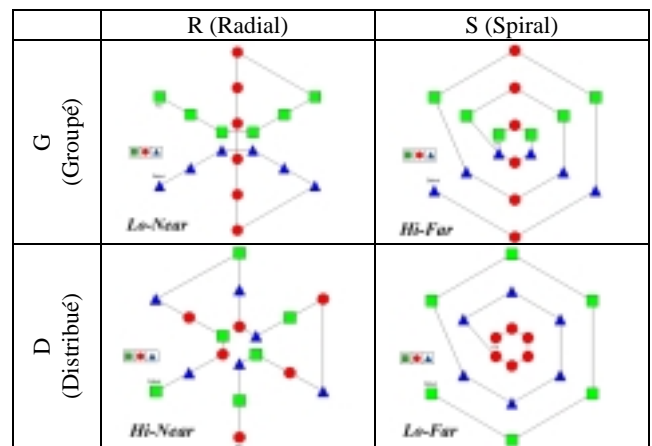 R (Radial)
S (Spiral)
G
(Groupé)
Lo-Near
Hi-Far
D
(Distribué)
Hi-Near
Lo-Far